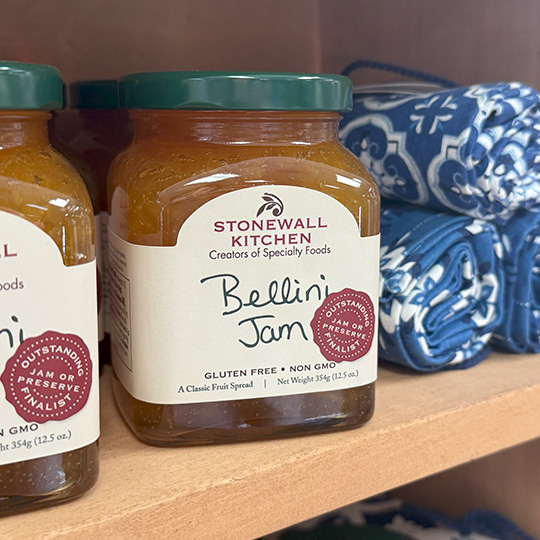 STONEWALL
KITCHEN
Creators of Specialty Foods
Bellini
Jam
OUTSTANDING
JAM OR
PRESERVE
FINALIST
GLUTEN FREE • NON GMO
A Classic Fruit Spread | Net Weight 354g (12.5 oz.)
LL
oods
ni
OUTSTANDING
JAM OR
PRESERVE
FINALIST
N GMO
ht 354g (12.5 oz.)